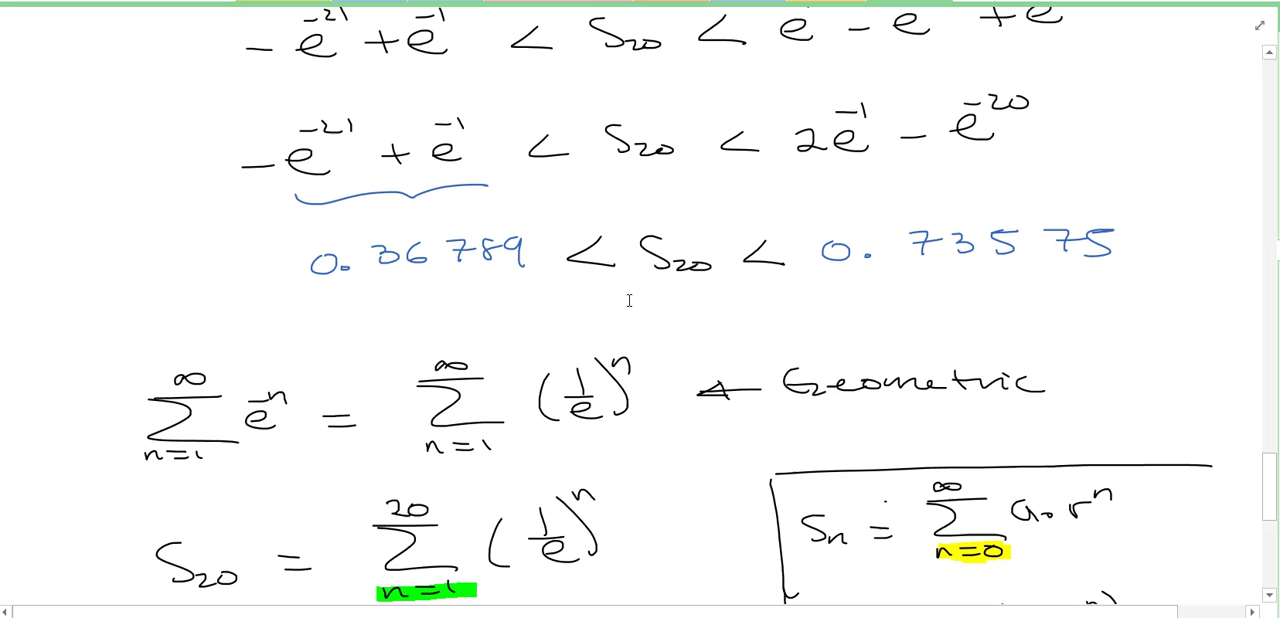 -e^-21 + e^-1 < S20 < e^-1 - e +e
-e^-21 + e^-1 < S20 < 2e^-1 - e^-20
0.36789 < S20 < 0.73575
∞ ∑ n=1 e^-n = ∞ ∑ n=1 (1/e)^n ← Geometric
S20 = 20 ∑ n=1 (1/e)^n
Sn = ∞ ∑ n=0 a0 r^n